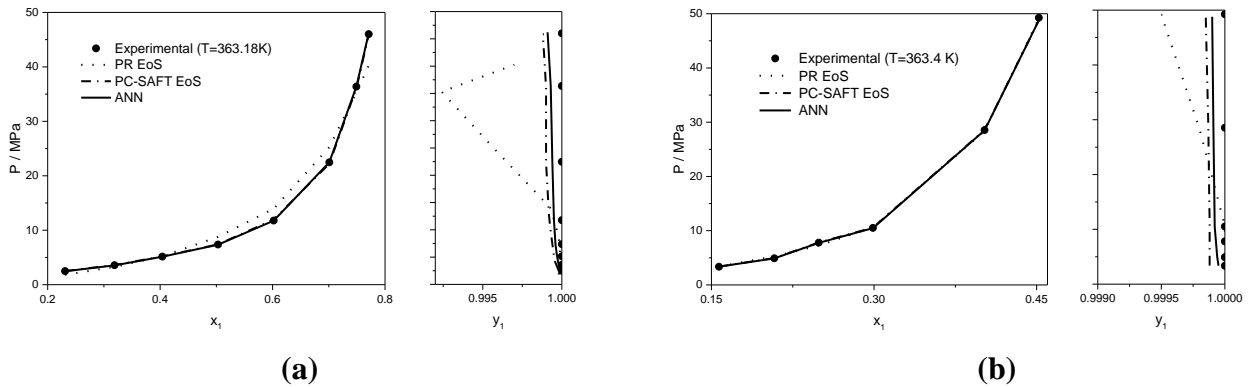 50
40
30
20
10
0
P / MPa
Experimental (T=363.18K)
PR EoS
PC-SAFT EoS
ANN
0.2
0.4
0.6
0.8
x1
0.995
1.000
y1
(a)
50
40
30
20
10
0
P / MPa
Experimental (T=363.4 K)
PR EoS
PC-SAFT EoS
ANN
0.15
0.30
0.45
x1
0.9990
0.9995
1.0000
y1
(b)